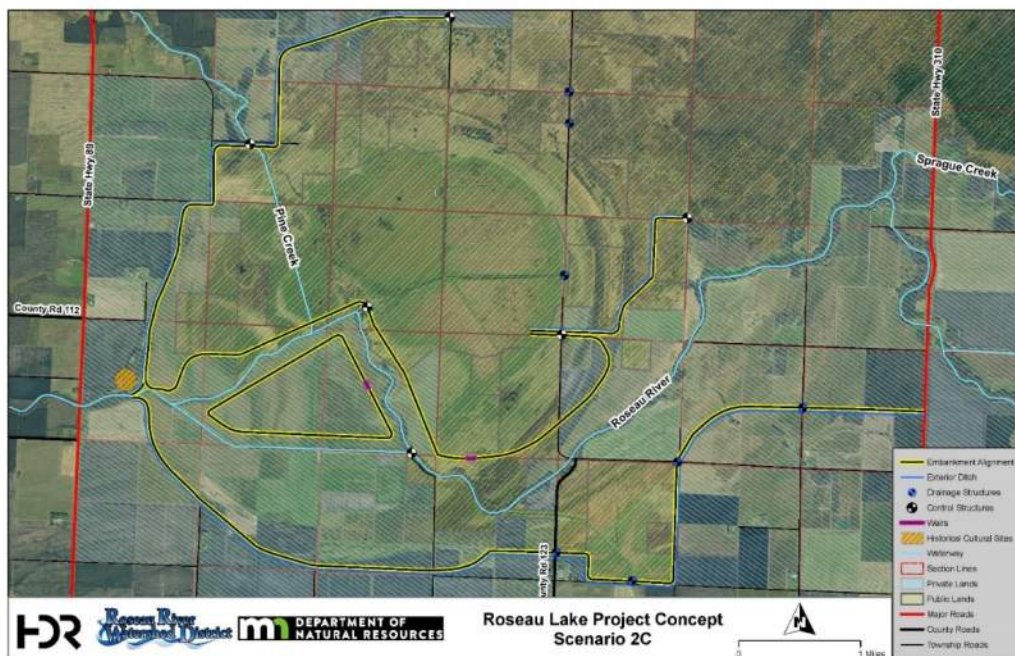 State Hwy 89
State Hwy 310
Sprague Creek
Pine Creek
County Rd 112
Roseau River
unty Rd 123
Embankment Alignment
Exterior Ditch
Drainage Structures
Control Structures
Weirs
Historical Cultural Sites
Waterway
Section Lines
Private Lands
Public Lands
Major Roads
County Roads
Township Roads
HDR
Roseau River
Watershed District
DEPARTMENT OF
NATURAL RESOURCES
Roseau Lake Project Concept
Scenario 2C
N
0 1 Miles